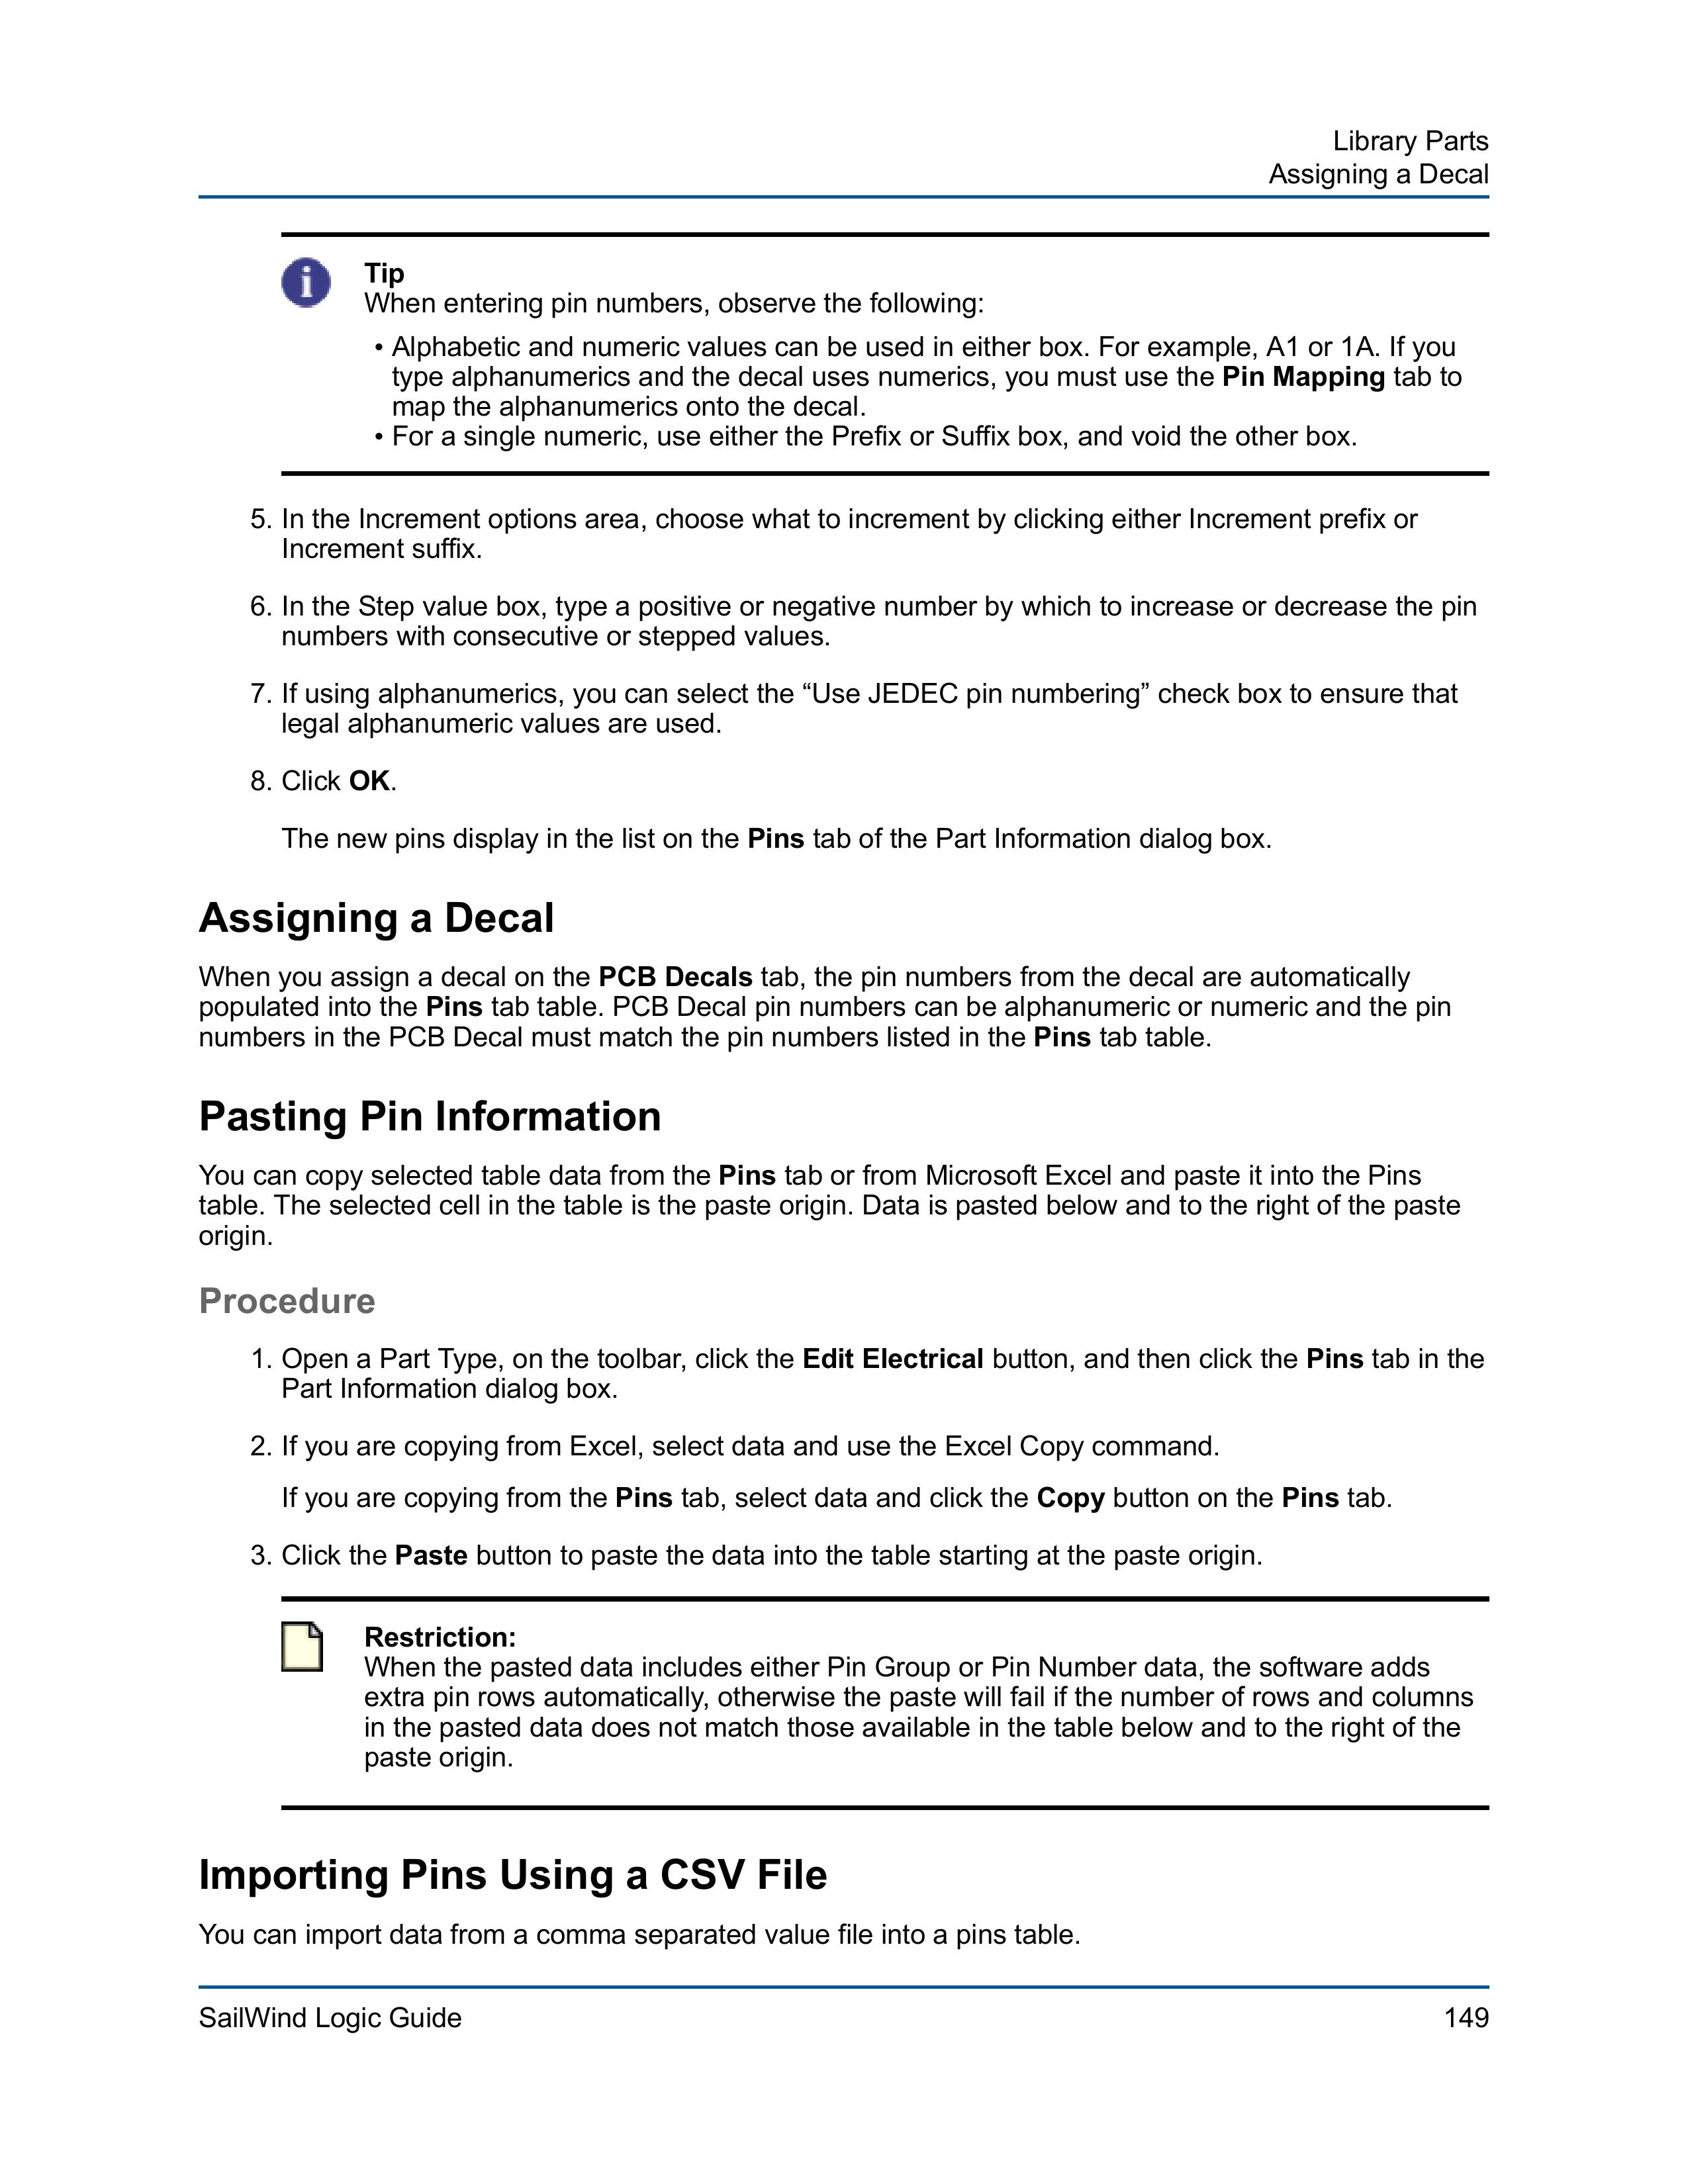 Library Parts
Assigning a Decal
Tip
When entering pin numbers, observe the following:
• Alphabetic and numeric values can be used in either box. For example, A1 or 1A. If you
type alphanumerics and the decal uses numerics, you must use the Pin Mapping tab to
map the alphanumerics onto the decal.
• For a single numeric, use either the Prefix or Suffix box, and void the other box.
5. In the Increment options area, choose what to increment by clicking either Increment prefix or
Increment suffix.
6. In the Step value box, type a positive or negative number by which to increase or decrease the pin
numbers with consecutive or stepped values.
7. If using alphanumerics, you can select the “Use JEDEC pin numbering” check box to ensure that
legal alphanumeric values are used.
8. Click OK.
The new pins display in the list on the Pins tab of the Part Information dialog box.
Assigning a Decal
When you assign a decal on the PCB Decals tab, the pin numbers from the decal are automatically
populated into the Pins tab table. PCB Decal pin numbers can be alphanumeric or numeric and the pin
numbers in the PCB Decal must match the pin numbers listed in the Pins tab table.
Pasting Pin Information
You can copy selected table data from the Pins tab or from Microsoft Excel and paste it into the Pins
table. The selected cell in the table is the paste origin. Data is pasted below and to the right of the paste
origin.
Procedure
1. Open a Part Type, on the toolbar, click the Edit Electrical button, and then click the Pins tab in the
Part Information dialog box.
2. If you are copying from Excel, select data and use the Excel Copy command.
If you are copying from the Pins tab, select data and click the Copy button on the Pins tab.
3. Click the Paste button to paste the data into the table starting at the paste origin.
Restriction:
When the pasted data includes either Pin Group or Pin Number data, the software adds
extra pin rows automatically, otherwise the paste will fail if the number of rows and columns
in the pasted data does not match those available in the table below and to the right of the
paste origin.
Importing Pins Using a CSV File
You can import data from a comma separated value file into a pins table.
SailWind Logic Guide
149